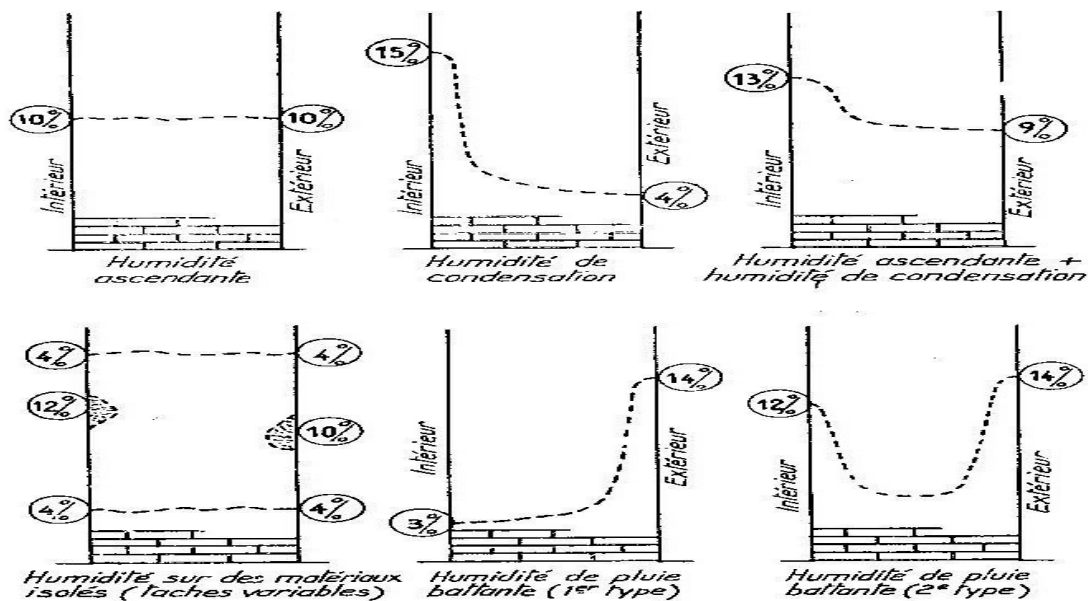 10%
10%
Intérieur
Extérieur
Humidité
ascendante
15%
4%
Intérieur
Extérieur
Humidité de
condensation
13%
9%
Intérieur
Extérieur
Humidité ascendante +
humidité de condensation
4%
4%
12%
10%
4%
4%
Humidité sur des matériaux
isolés (taches variables)
14%
3%
Intérieur
Extérieur
Humidité de pluie
battante (1er type)
12%
14%
Intérieur
Extérieur
Humidité de pluie
battante (2e type)